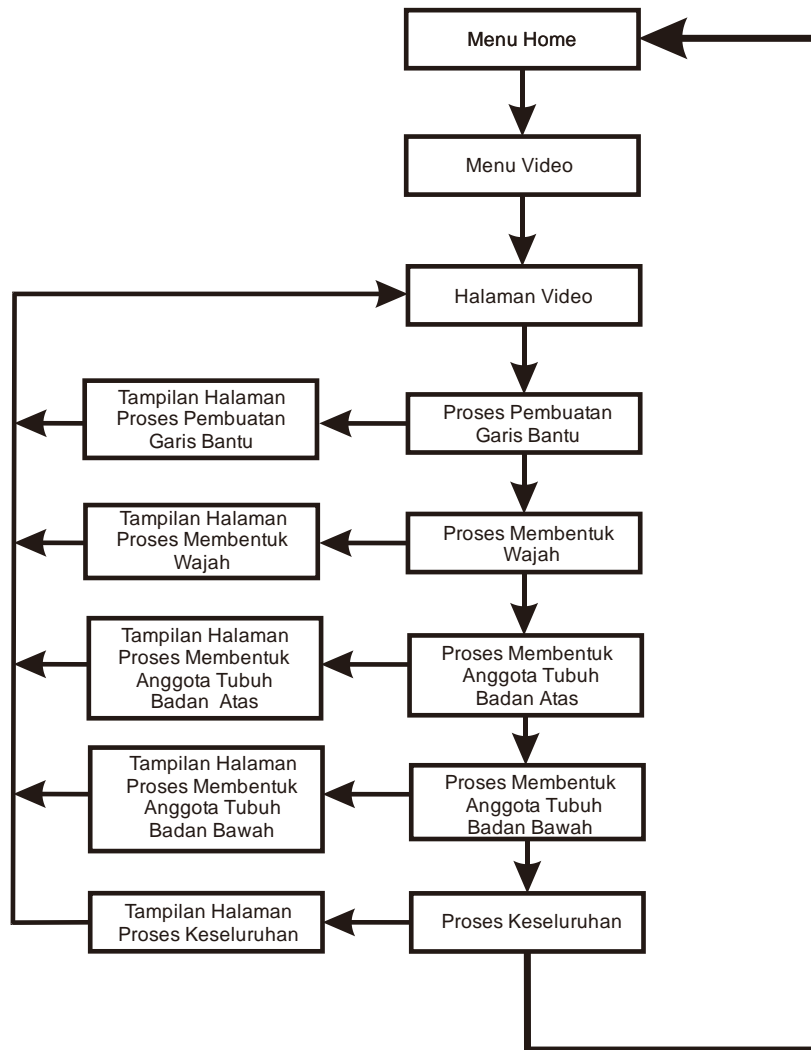 Menu Home
Menu Video
Halaman Video
Tampilan Halaman
Proses Pembuatan
Garis Bantu
Proses Pembuatan
Garis Bantu
Tampilan Halaman
Proses Membentuk
Wajah
Proses Membentuk
Wajah
Tampilan Halaman
Proses Membentuk
Anggota Tubuh
Badan Atas
Proses Membentuk
Anggota Tubuh
Badan Atas
Tampilan Halaman
Proses Membentuk
Anggota Tubuh
Badan Bawah
Proses Membentuk
Anggota Tubuh
Badan Bawah
Tampilan Halaman
Proses Keseluruhan
Proses Keseluruhan